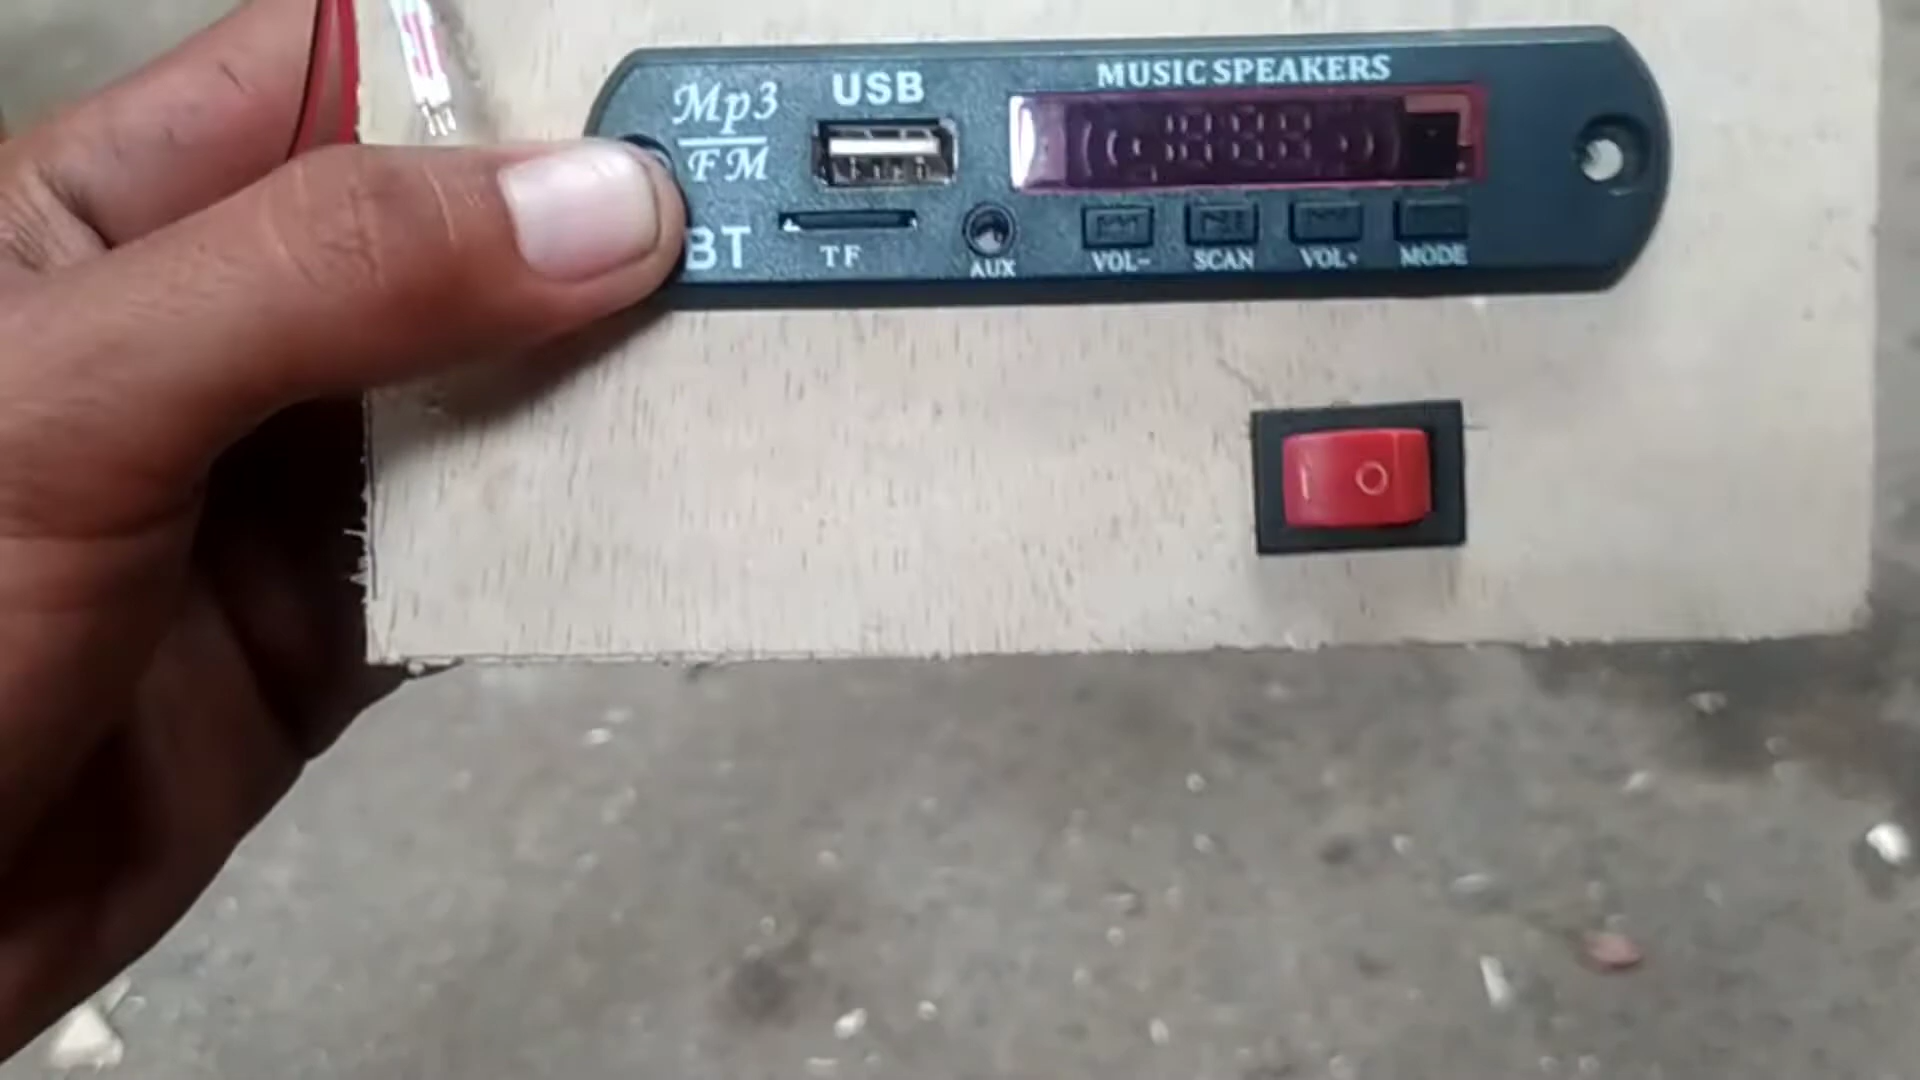 MUSIC SPEAKERS
Mp3
FM
USB
BT
TF
AUX
VOL-
SCAN
VOL+
MODE